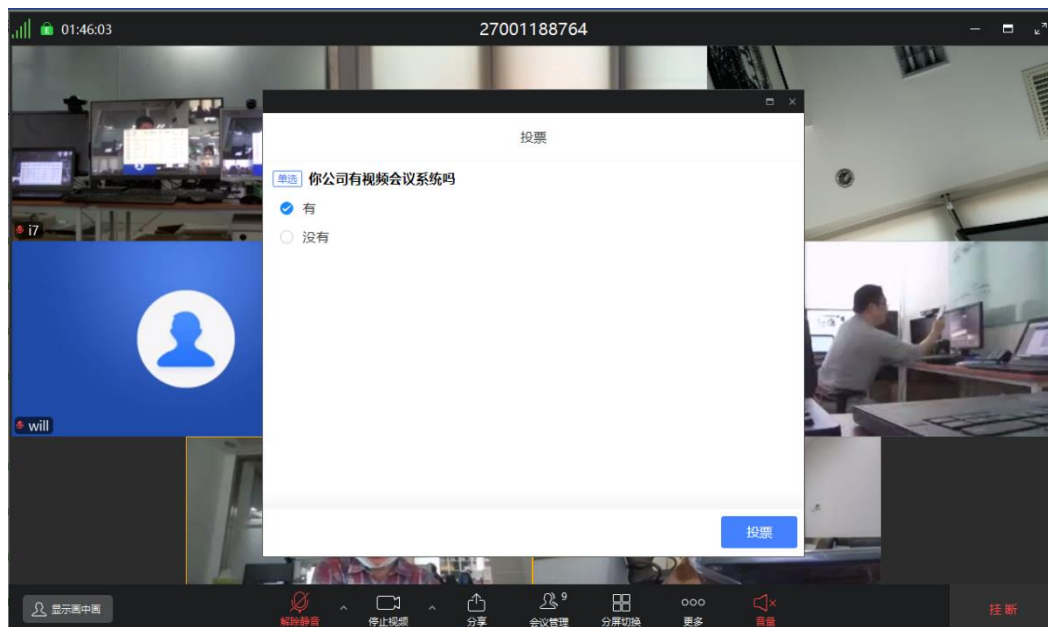 01:46:03
27001188764
投票
单选 你公司有视频会议系统吗
有
没有
i7
will
投票
显示画中画
解除静音
停止视频
分享
9
会议管理
分屏切换
更多
音量
挂断